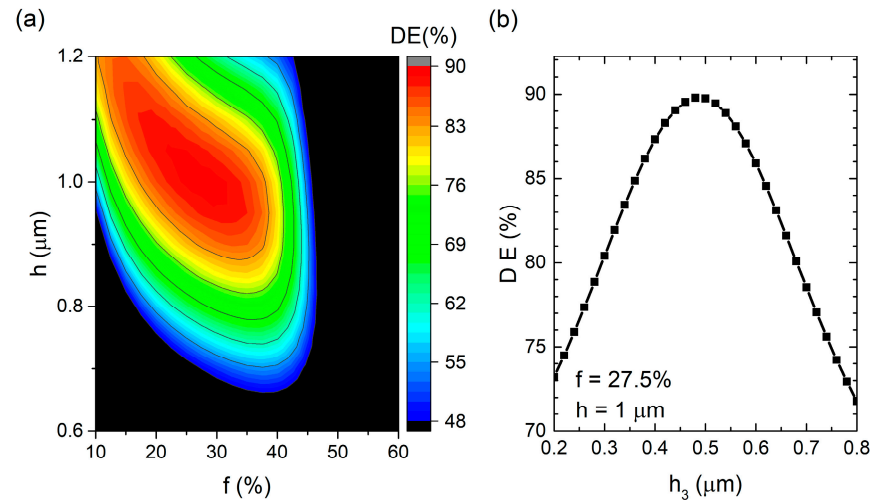 (a)
DE(%)
1.2
1.0
0.8
0.6
h (μm)
10 20 30 40 50 60
f (%)
90
83
76
69
62
55
48
(b)
90
85
80
75
70
D E (%)
f = 27.5%
h = 1 μm
0.2 0.3 0.4 0.5 0.6 0.7 0.8
h₃ (μm)